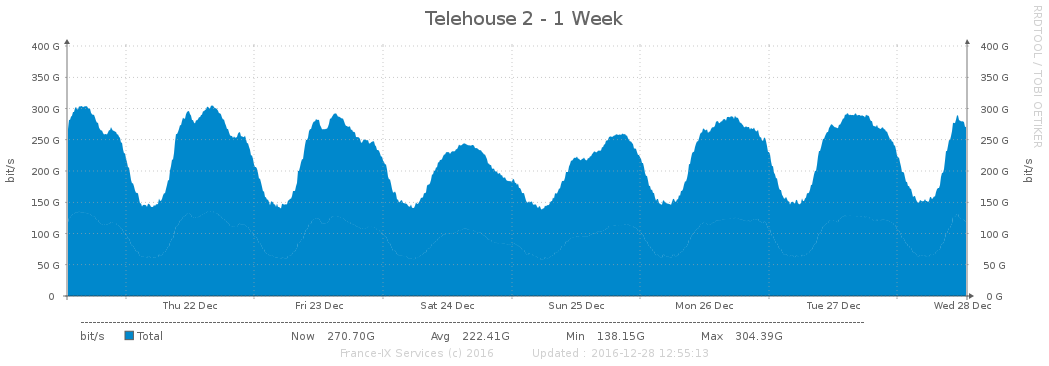 Telehouse 2 - 1 Week
RRDTOOL / TOBI OETIKER
400 G 400 G
350 G 350 G
300 G 300 G
250 G 250 G
200 G 200 G
150 G 150 G
100 G 100 G
50 G 50 G
0 0 G
bit/s bit/s
Thu 22 Dec Fri 23 Dec Sat 24 Dec Sun 25 Dec Mon 26 Dec Tue 27 Dec Wed 28 Dec
bit/s Total Now 270.70G Avg 222.41G Min 138.15G Max 304.39G
France-IX Services (c) 2016 Updated : 2016-12-28 12:55:13